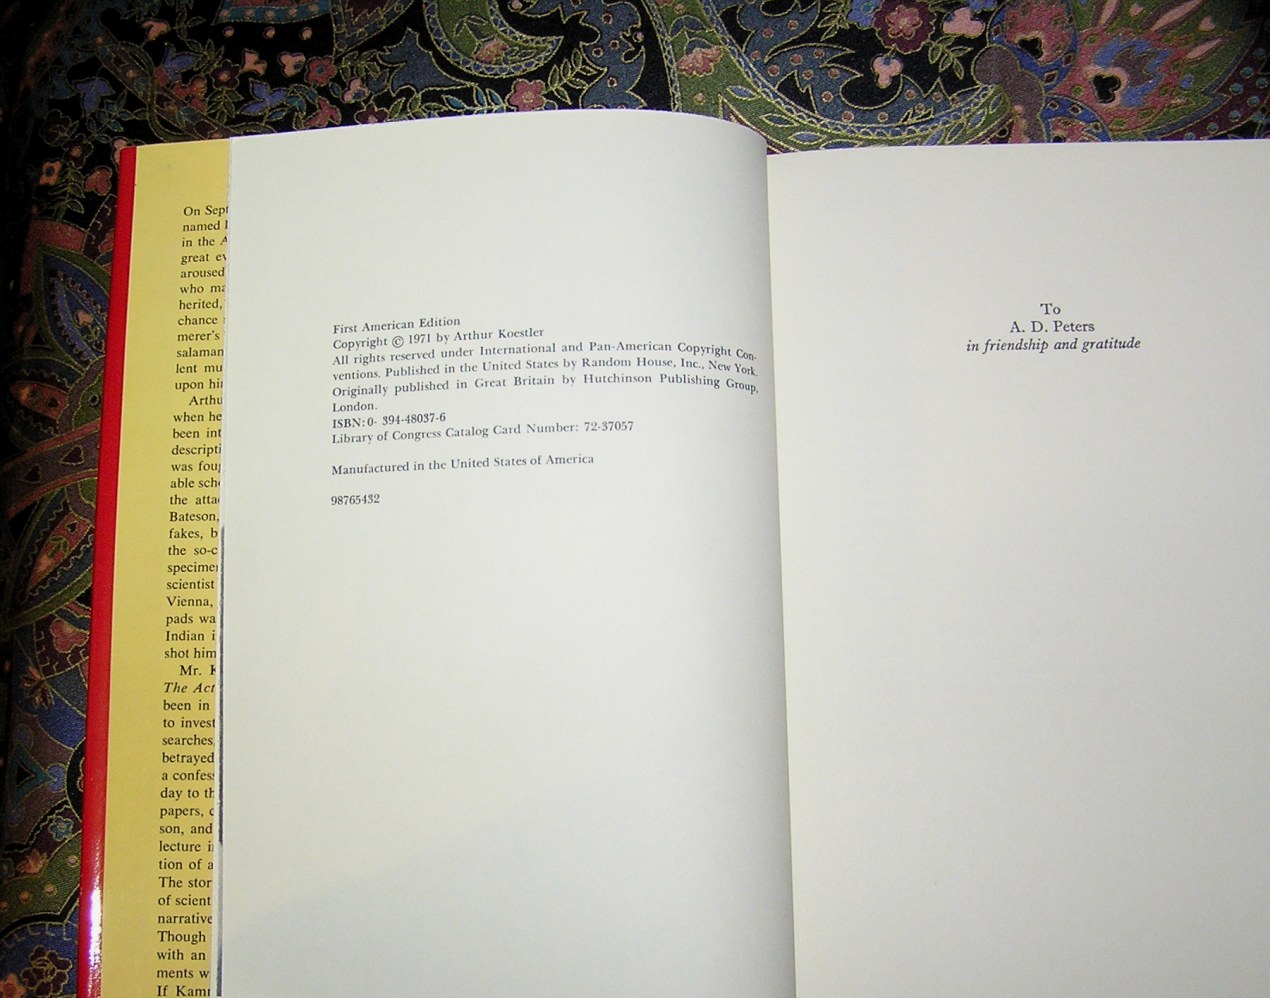 On Sep
named
in the
great
aroused
who
herited,
chance
merer's
salaman
lent mu
upon
Arthu
when he
been int
descripti
was
able sch
the atta
Bateson,
fakes, b
the so-c
specime
scientist
Vienna,
pads wa
Indian i
shot him
Mr.
The Act
been in
to invest
searches
betrayed
a confes
day to th
papers,
son, and
lecture i
tion of a
The stor
of scient
narrative
Though
with an
ments w
If Kam
First American Edition
Copyright © 1971 by Arthur Koestler
All rights reserved under International and Pan-American Copyright Con-
ventions. Published in the United States by Random House, Inc., New York.
Originally published in Great Britain by Hutchinson Publishing Group,
London.
ISBN: 0- 394-48037-6
Library of Congress Catalog Card Number: 72-37057
Manufactured in the United States of America
98765432
To
A. D. Peters
in friendship and gratitude